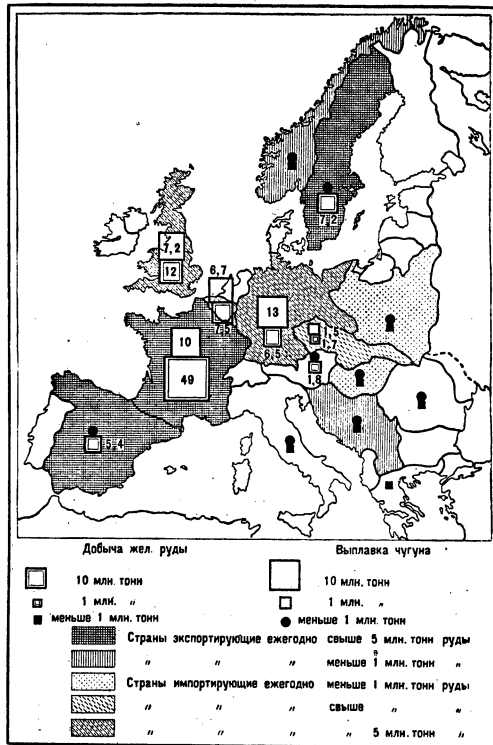 7,2
7,2
12
6,7
7,5
13
6,5
1,5
1,7
1,8
10
49
5,4
Добыча жел. руды
Выплавка чугуна
10 млн. тонн
10 млн. тонн
1 млн. „
1 млн. „
меньше 1 млн. тонн
меньше 1 млн. тонн
Страны экспортирующие ежегодно свыше 5 млн. тонн руды
„ „ „ меньше 1 млн. тонн „
Страны импортирующие ежегодно меньше 1 млн. тонн руды
„ „ „ свыше „ „
„ „ „ 5 млн. тонн „